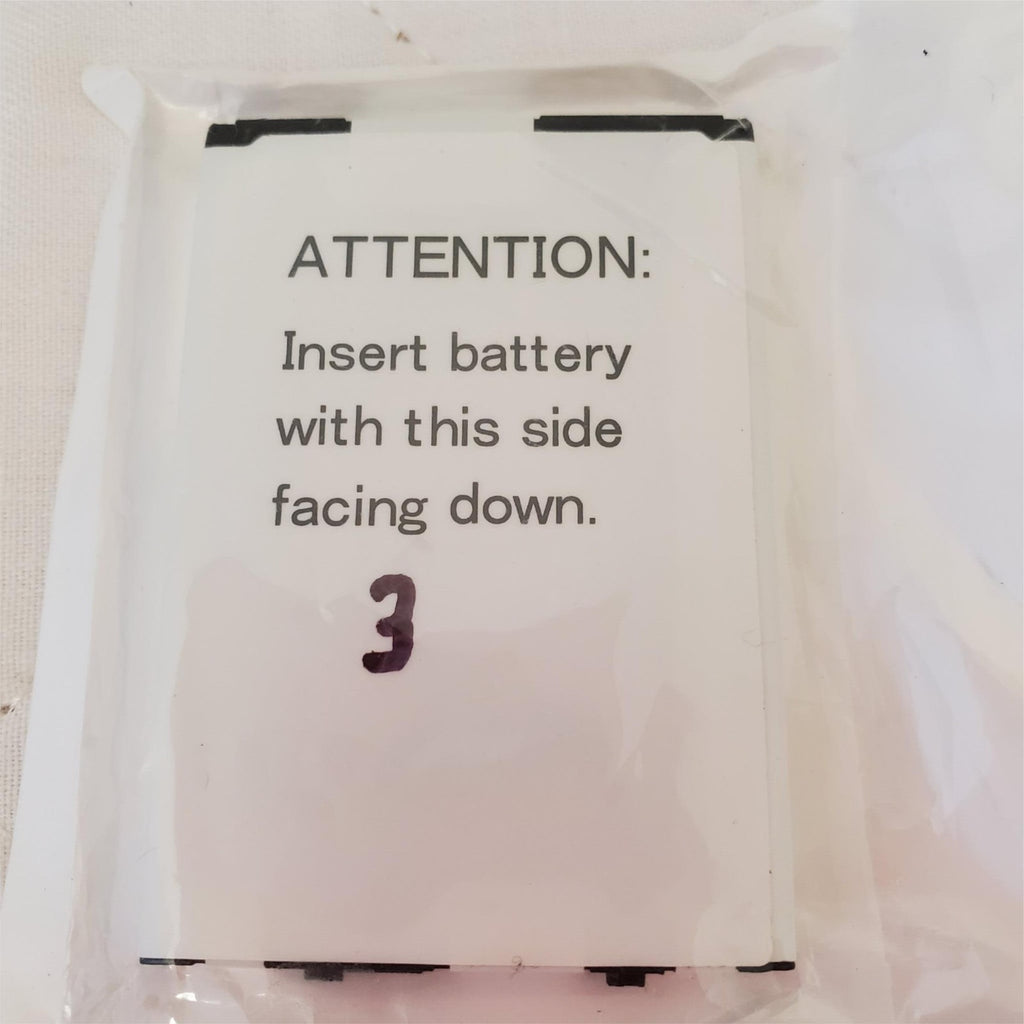 ATTENTION:
Insert battery
with this side
facing down.
3